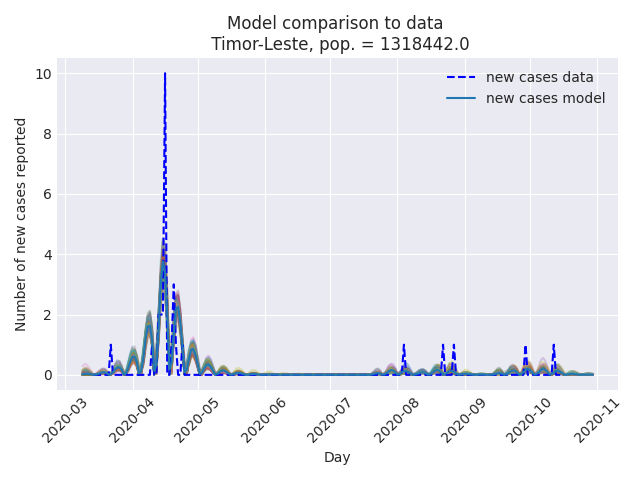 Model comparison to data
Timor-Leste, pop. = 1318442.0
new cases data
new cases model
Number of new cases reported
10
8
6
4
2
0
2020-03
2020-04
2020-05
2020-06
2020-07
2020-08
2020-09
2020-10
2020-11
Day